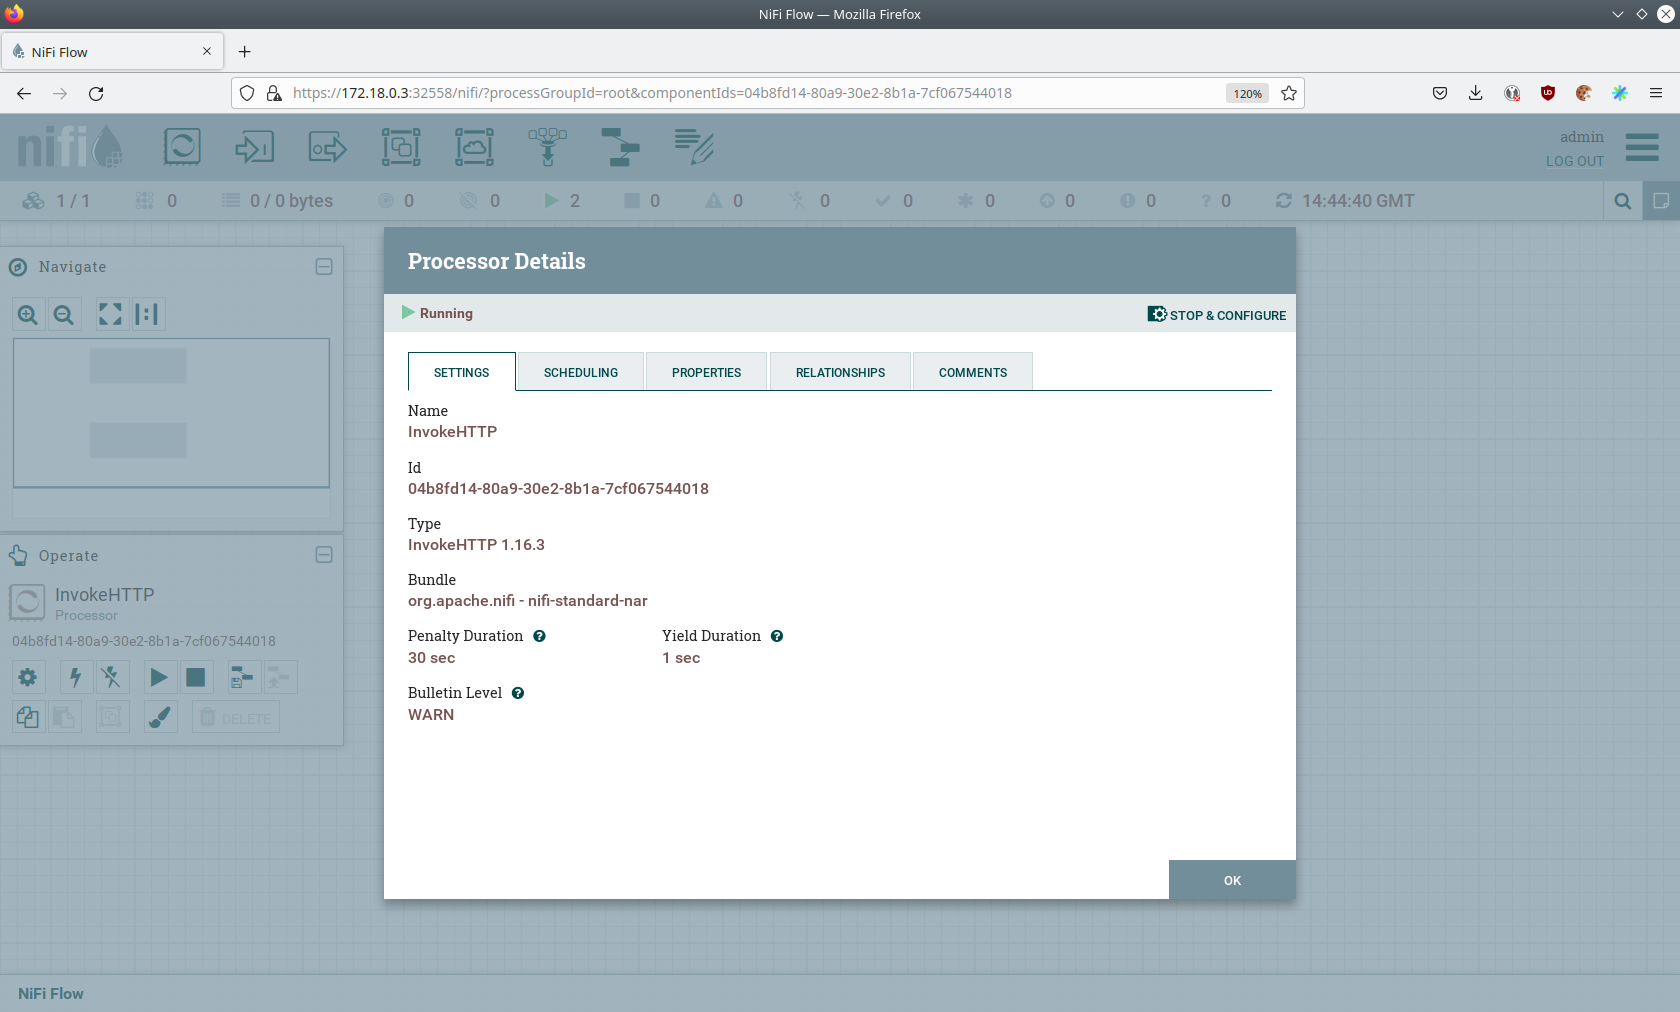 NiFi Flow — Mozilla Firefox
NiFi Flow
https://172.18.0.3:32558/nifi/?processGroupId=root&componentIds=04b8fd14-80a9-30e2-8b1a-7cf067544018
120%
nifi
admin
LOG OUT
1 / 1 0 0 / 0 bytes 0 0 2 0 0 0 0 0 0 0 0 14:44:40 GMT
Navigate
Operate
InvokeHTTP
Processor
04b8fd14-80a9-30e2-8b1a-7cf067544018
DELETE
Processor Details
Running
STOP & CONFIGURE
SETTINGS SCHEDULING PROPERTIES RELATIONSHIPS COMMENTS
Name
InvokeHTTP
Id
04b8fd14-80a9-30e2-8b1a-7cf067544018
Type
InvokeHTTP 1.16.3
Bundle
org.apache.nifi - nifi-standard-nar
Penalty Duration Yield Duration
30 sec 1 sec
Bulletin Level
WARN
OK
NiFi Flow